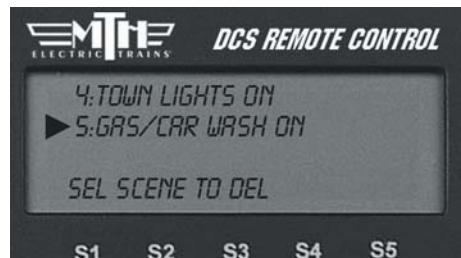 MTH DCS REMOTE CONTROL
ELECTRIC TRAINS
4:TOWN LIGHTS ON
5:GAS/CAR WASH ON
SEL SCENE TO DEL
S1 S2 S3 S4 S5